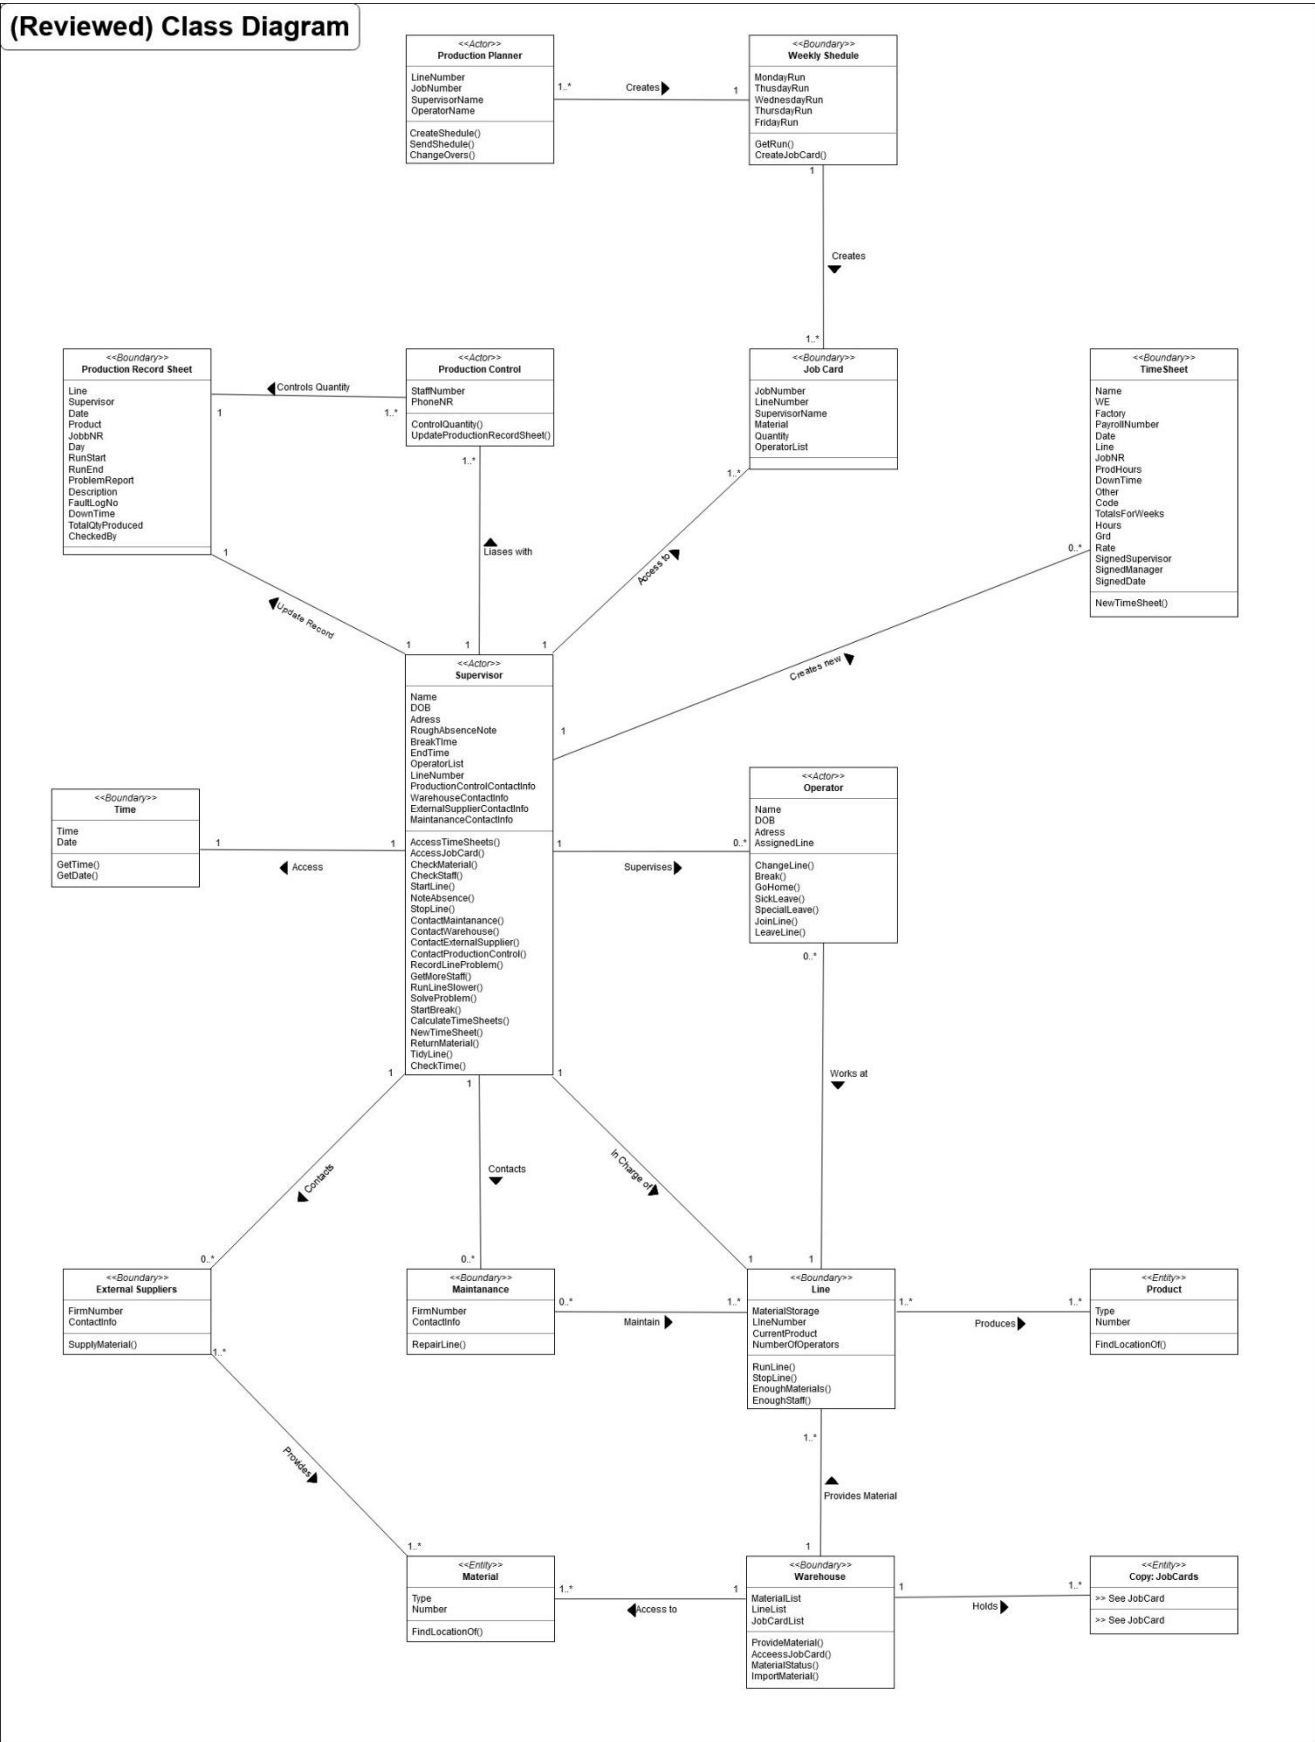 (Reviewed) Class Diagram
<<Actor>>
Production Planner
LineNumber
JobNumber
SupervisorName
OperatorName
CreateShedule()
SendShedule()
ChangeOvers()
1..*
Creates
1
<<Boundary>>
Weekly Shedule
MondayRun
ThusdayRun
WednesdayRun
ThursdayRun
FridayRun
GetRun()
CreateJobCard()
1
Creates
1..*
<<Boundary>>
Production Record Sheet
Line
Supervisor
Date
Product
JobbNR
Day
RunStart
RunEnd
ProblemReport
Description
FaultLogNo
DownTime
TotalQtyProduced
CheckedBy
Controls Quantity
1
1..*
<<Actor>>
Production Control
StaffNumber
PhoneNR
ControlQuantity()
UpdateProductionRecordSheet()
1..*
Liases with
1
<<Boundary>>
Job Card
JobNumber
LineNumber
SupervisorName
Material
Quantity
OperatorList
1..*
Access to
1
<<Boundary>>
TimeSheet
Name
WE
Factory
PayrollNumber
Date
Line
JobNR
ProdHours
DownTime
Other
Code
TotalsForWeeks
Hours
Grd
Rate
SignedSupervisor
SignedManager
SignedDate
NewTimeSheet()
0..*
Creates new
1
1
Update Record
1
<<Actor>>
Supervisor
Name
DOB
Adress
RoughAbsenceNote
BreakTIme
EndTime
OperatorList
LineNumber
ProductionControlContactInfo
WarehouseContactInfo
ExternalSupplierContactInfo
MaintananceContactInfo
AccessTimeSheets()
AccessJobCard()
CheckMaterial()
CheckStaff()
StartLine()
NoteAbsence()
StopLine()
ContactMaintanance()
ContactWarehouse()
ContactExternalSupplier()
ContactProductionControl()
RecordLineProblem()
GetMoreStaff()
RunLineSlower()
SolveProblem()
StartBreak()
CalculateTimeSheets()
NewTimeSheet()
ReturnMaterial()
TidyLine()
CheckTime()
<<Boundary>>
Time
Time
Date
GetTime()
GetDate()
1
Access
1
1
Supervises
0..*
<<Actor>>
Operator
Name
DOB
Adress
AssignedLine
ChangeLine()
Break()
GoHome()
SickLeave()
SpecialLeave()
JoinLine()
LeaveLine()
0..*
Works at
1
1
Contacts
0..*
1
Contacts
0..*
1
In Charge of
1
<<Boundary>>
External Suppliers
FirmNumber
ContactInfo
SupplyMaterial()
1..*
Provides
1..*
<<Boundary>>
Maintanance
FirmNumber
ContactInfo
RepairLine()
0..*
Maintain
1..*
<<Boundary>>
Line
MaterialStorage
LIneNumber
CurrentProduct
NumberOfOperators
RunLine()
StopLine()
EnoughMaterials()
EnoughStaff()
1..*
Produces
1..*
<<Entity>>
Product
Type
Number
FindLocationOf()
1..*
Provides Material
1
<<Entity>>
Material
Type
Number
FindLocationOf()
1..*
Access to
1
<<Boundary>>
Warehouse
MaterialList
LineList
JobCardList
ProvideMaterial()
AcceessJobCard()
MaterialStatus()
ImportMaterial()
1
Holds
1..*
<<Entity>>
Copy: JobCards
>> See JobCard
>> See JobCard